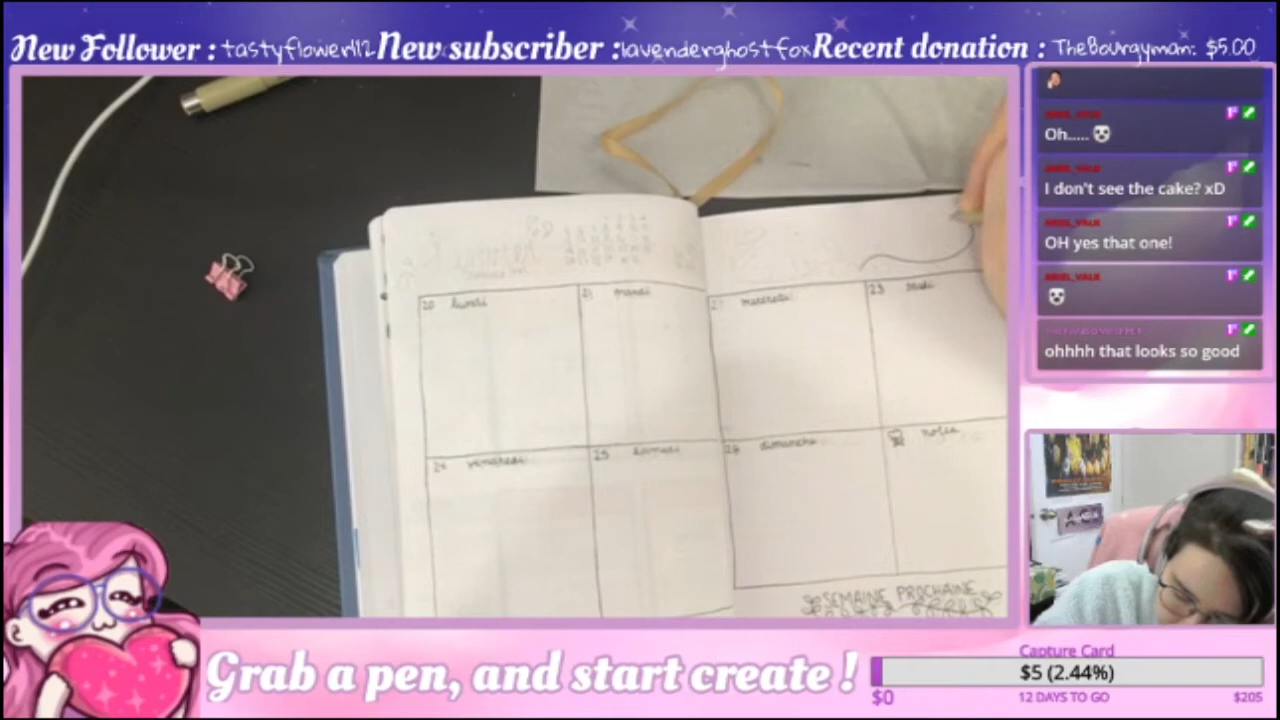 New Follower : tastyflower112 New subscriber : lavenderghostfox Recent donation : TheBourgyman: $5.00
Oh.....
I don't see the cake? xD
OH yes that one!
ohhhh that looks so good
20 lundi
21 mardi
mercredi
23 jeudi
24 vendredi
25 samedi
26 dimanche
notes
SEMAINE PROCHAINE
Grab a pen, and start create !
Capture Card
$5 (2.44%)
$0
12 DAYS TO GO
$205